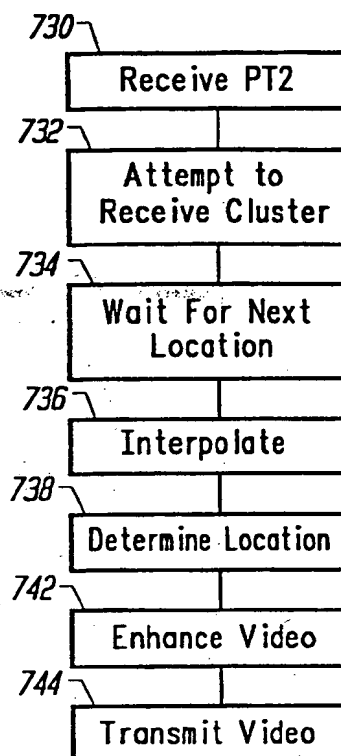 730
Receive PT2
732
Attempt to
Receive Cluster
734
Wait For Next
Location
736
Interpolate
738
Determine Location
742
Enhance Video
744
Transmit Video